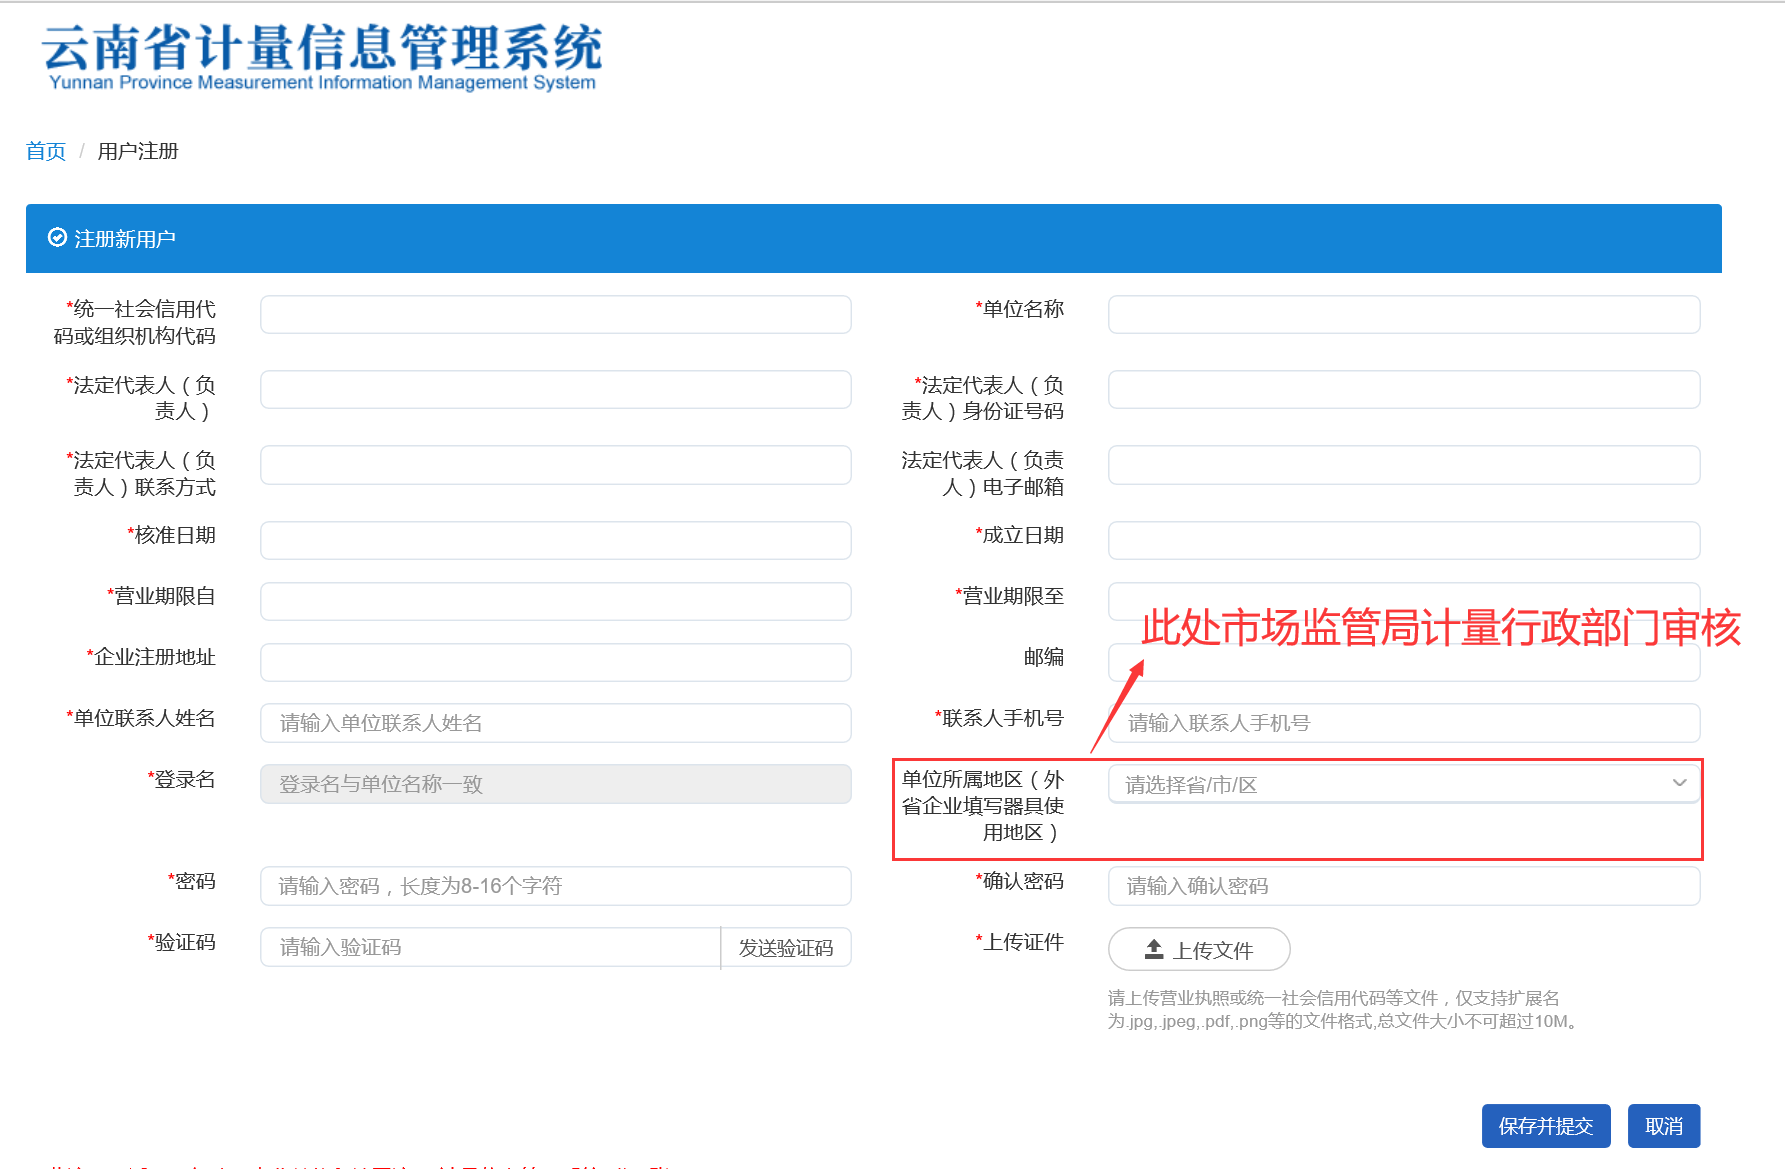 云南省计量信息管理系统
Yunnan Province Measurement Information Management System
首页 / 用户注册
注册新用户
*统一社会信用代
码或组织机构代码
*单位名称
*法定代表人（负
责人）
*法定代表人（负
责人）身份证号码
*法定代表人（负
责人）联系方式
法定代表人（负责
人）电子邮箱
*核准日期
*成立日期
*营业期限自
*营业期限至
此处市场监管局计量行政部门审核
*企业注册地址
邮编
*单位联系人姓名 请输入单位联系人姓名
*联系人手机号 请输入联系人手机号
*登录名 登录名与单位名称一致
单位所属地区（外
省企业填写器具使
用地区）
请选择省/市/区
*密码 请输入密码，长度为8-16个字符
*确认密码 请输入确认密码
*验证码 请输入验证码 发送验证码
*上传证件 上传文件
请上传营业执照或统一社会信用代码等文件，仅支持扩展名
为.jpg,.jpeg,.pdf,.png等的文件格式,总文件大小不可超过10M。
保存并提交 取消